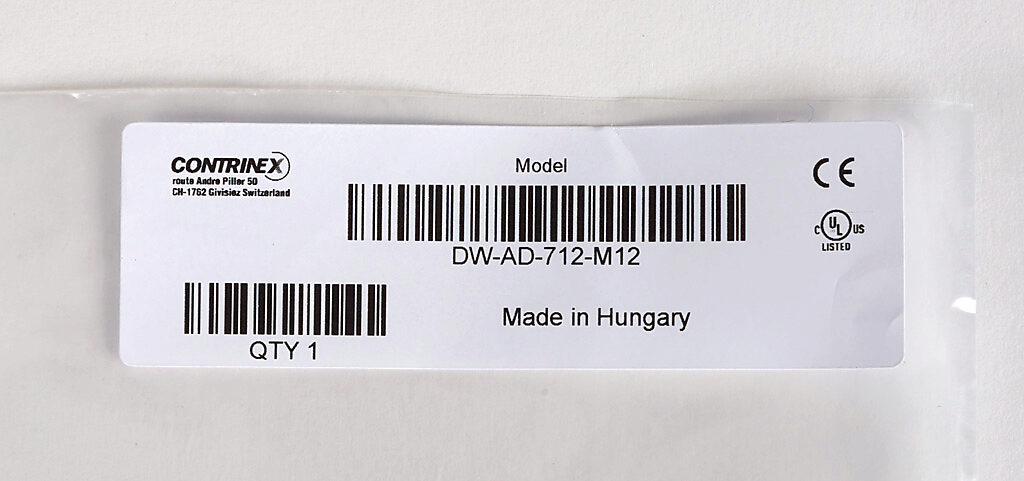 CONTRINEX
route André Piller 50
CH-1762 Givisiez Switzerland
Model
DW-AD-712-M12
QTY 1
Made in Hungary
CE
C UL US
LISTED